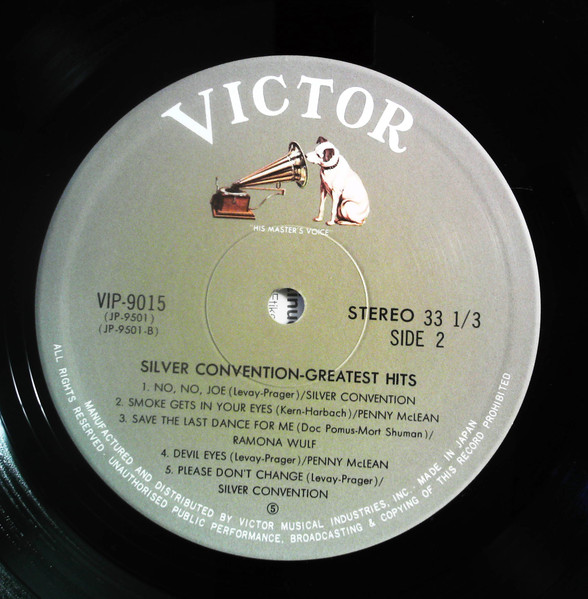 VICTOR
"HIS MASTER'S VOICE"
VIP-9015
(JP-9501)
(JP-9501-B)
STEREO 33 1/3
SIDE 2
SILVER CONVENTION-GREATEST HITS
1. NO, NO, JOE (Levay-Prager)/SILVER CONVENTION
2. SMOKE GETS IN YOUR EYES (Kern-Harbach)/PENNY McLEAN
3. SAVE THE LAST DANCE FOR ME (Doc Pomus-Mort Shuman)/
RAMONA WULF
4. DEVIL EYES (Levay-Prager)/PENNY McLEAN
5. PLEASE DON'T CHANGE (Levay-Prager)/
SILVER CONVENTION
⑤
MANUFACTURED AND DISTRIBUTED BY VICTOR MUSICAL INDUSTRIES, INC. MADE IN JAPAN
ALL RIGHTS RESERVED. UNAUTHORISED PUBLIC PERFORMANCE, BROADCASTING & COPYING OF THIS RECORD PROHIBITED